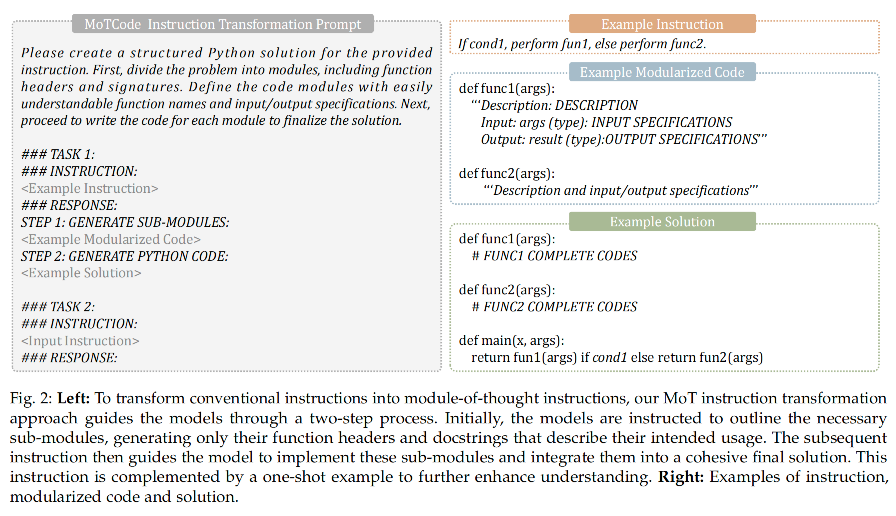 MoTCode Instruction Transformation Prompt
Please create a structured Python solution for the provided
instruction. First, divide the problem into modules, including function
headers and signatures. Define the code modules with easily
understandable function names and input/output specifications. Next,
proceed to write the code for each module to finalize the solution.
### TASK 1:
### INSTRUCTION:
<Example Instruction>
### RESPONSE:
STEP 1: GENERATE SUB-MODULES:
<Example Modularized Code>
STEP 2: GENERATE PYTHON CODE:
<Example Solution>
### TASK 2:
### INSTRUCTION:
<Input Instruction>
### RESPONSE:
Example Instruction
If cond1, perform fun1, else perform func2.
Example Modularized Code
def func1(args):
'''Description: DESCRIPTION
Input: args (type): INPUT SPECIFICATIONS
Output: result (type):OUTPUT SPECIFICATIONS'''
def func2(args):
'''Description and input/output specifications'''
Example Solution
def func1(args):
# FUNC1 COMPLETE CODES
def func2(args):
# FUNC2 COMPLETE CODES
def main(x, args):
return fun1(args) if cond1 else return fun2(args)
Fig. 2: Left: To transform conventional instructions into module-of-thought instructions, our MoT instruction transformation
approach guides the models through a two-step process. Initially, the models are instructed to outline the necessary
sub-modules, generating only their function headers and docstrings that describe their intended usage. The subsequent
instruction then guides the model to implement these sub-modules and integrate them into a cohesive final solution. This
instruction is complemented by a one-shot example to further enhance understanding. Right: Examples of instruction,
modularized code and solution.